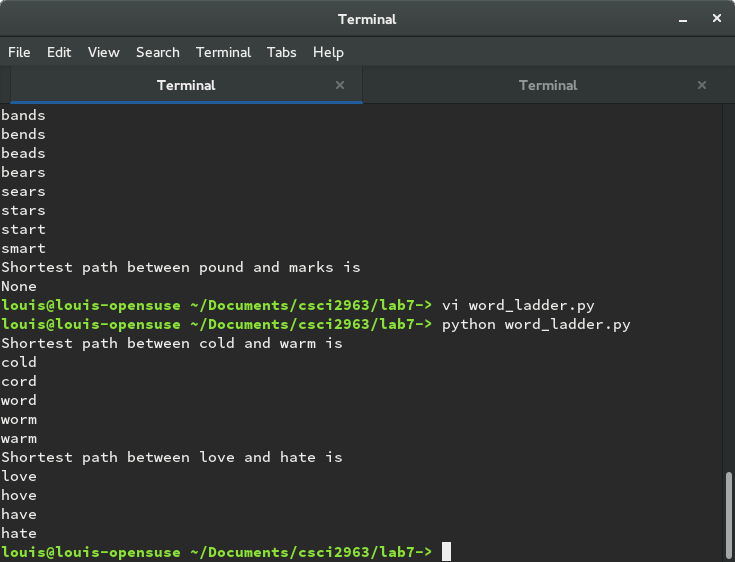 Terminal
File Edit View Search Terminal Tabs Help
Terminal × Terminal ×
bands
bends
beads
bears
sears
stars
start
smart
Shortest path between pound and marks is
None
louis@louis-opensuse ~/Documents/csci2963/lab7-> vi word_ladder.py
louis@louis-opensuse ~/Documents/csci2963/lab7-> python word_ladder.py
Shortest path between cold and warm is
cold
cord
word
worm
warm
Shortest path between love and hate is
love
hove
have
hate
louis@louis-opensuse ~/Documents/csci2963/lab7->